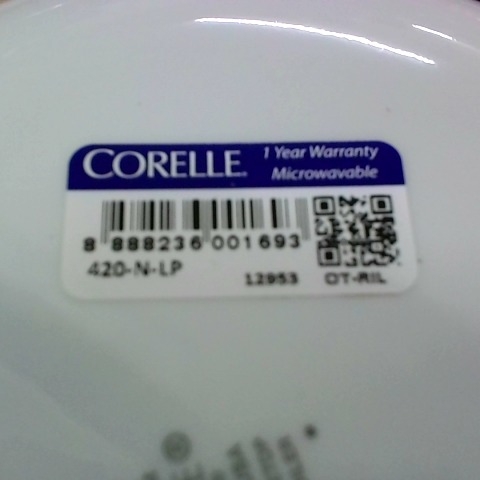 CORELLE®
1 Year Warranty
Microwavable
8 888236 001693
420-N-LP
12953
OT-RIL